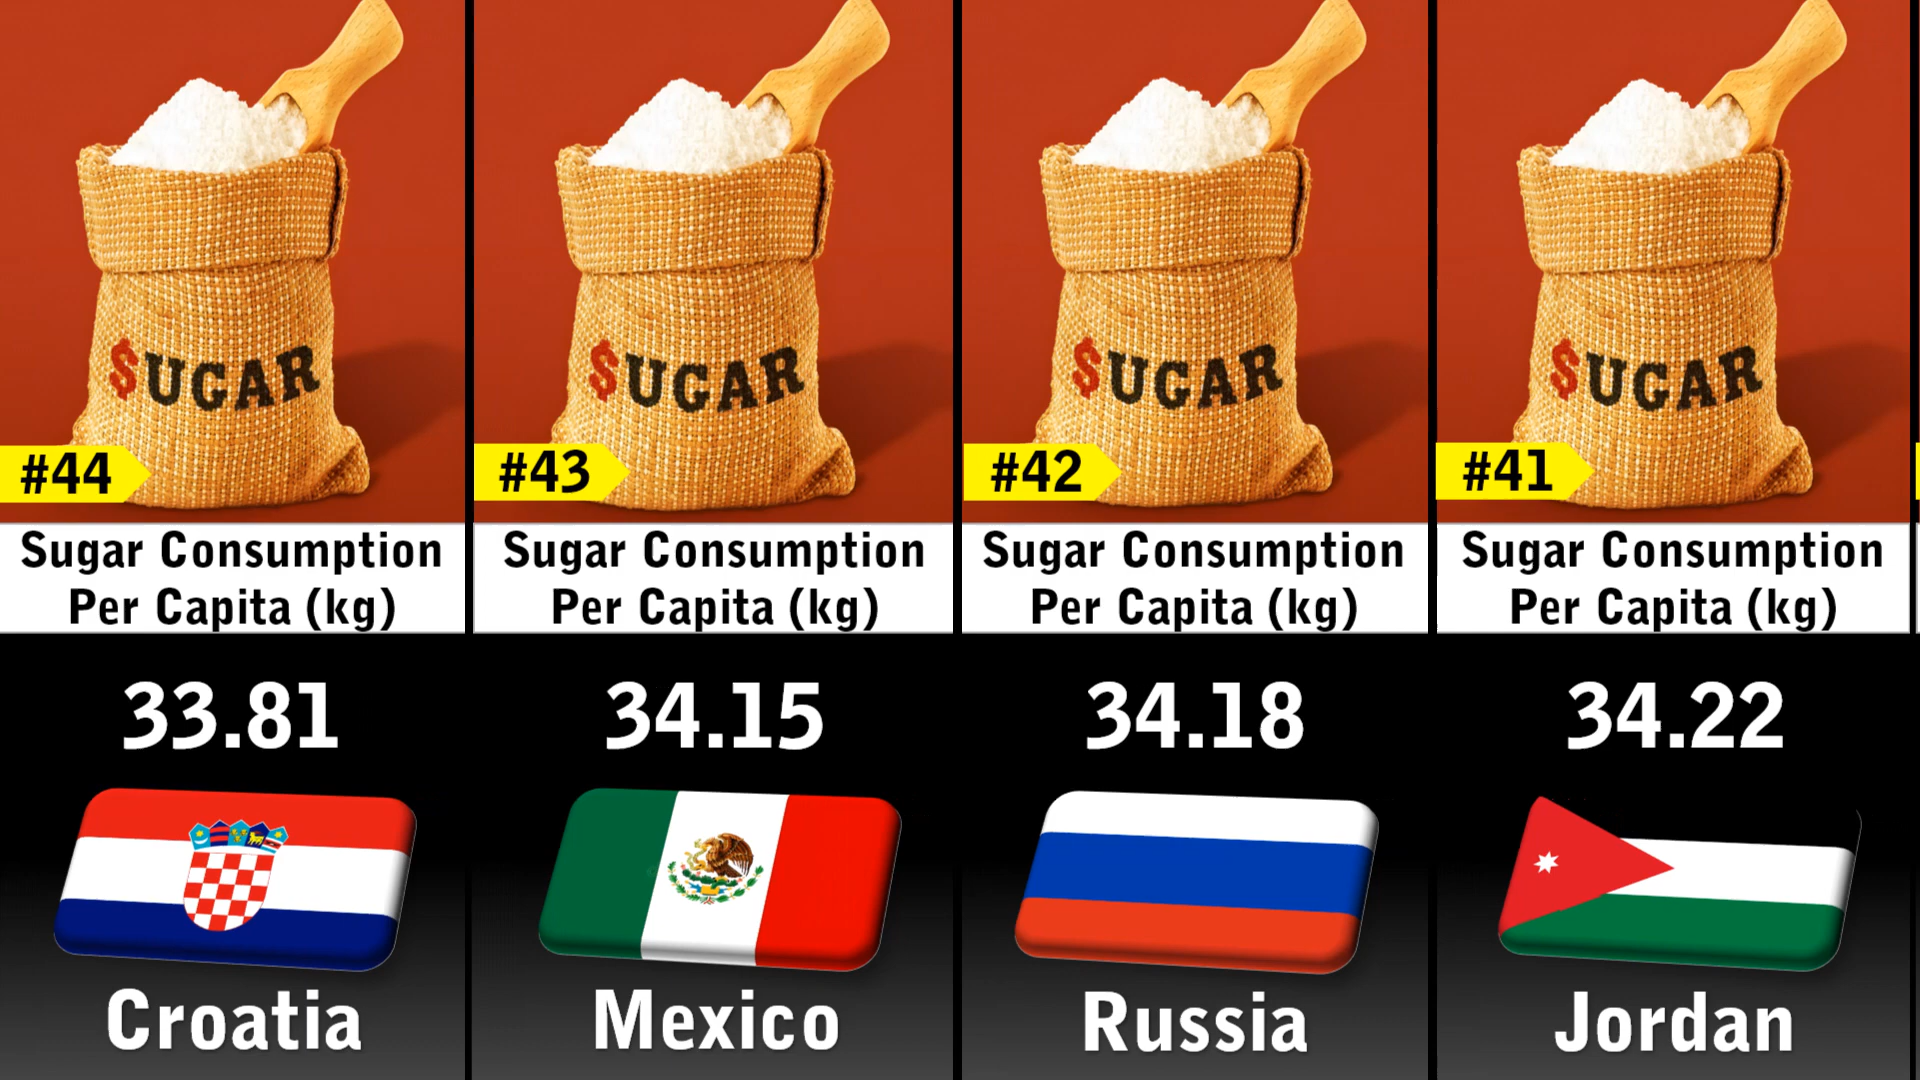 $UGAR
#44
Sugar Consumption
Per Capita (kg)
33.81
Croatia
$UGAR
#43
Sugar Consumption
Per Capita (kg)
34.15
Mexico
$UGAR
#42
Sugar Consumption
Per Capita (kg)
34.18
Russia
$UGAR
#41
Sugar Consumption
Per Capita (kg)
34.22
Jordan